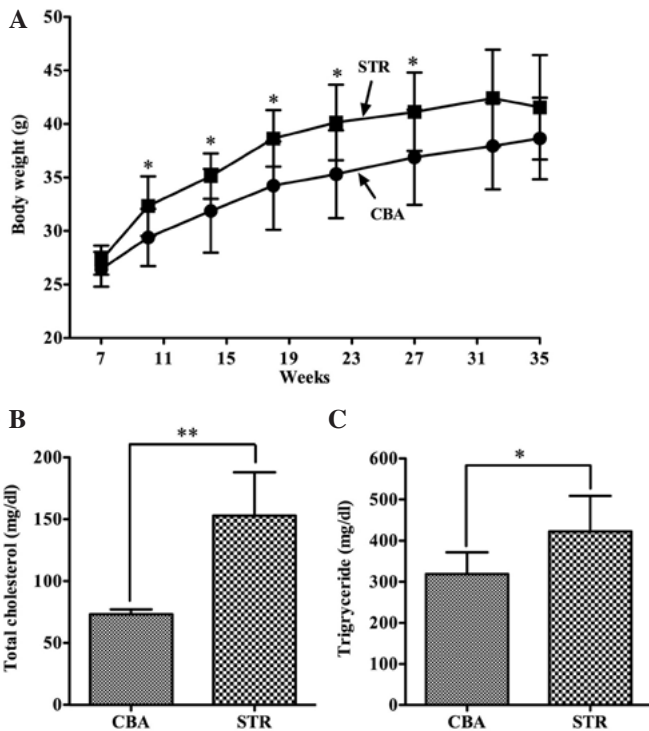 A
Body weight (g)
50
45
40
35
30
25
20
* * * * *
STR
CBA
7 11 15 19 23 27 31 35
Weeks
B
Total cholesterol (mg/dl)
200
150
100
50
0
**
CBA STR
C
Trigryceride (mg/dl)
600
500
400
300
400
100
0
*
CBA STR